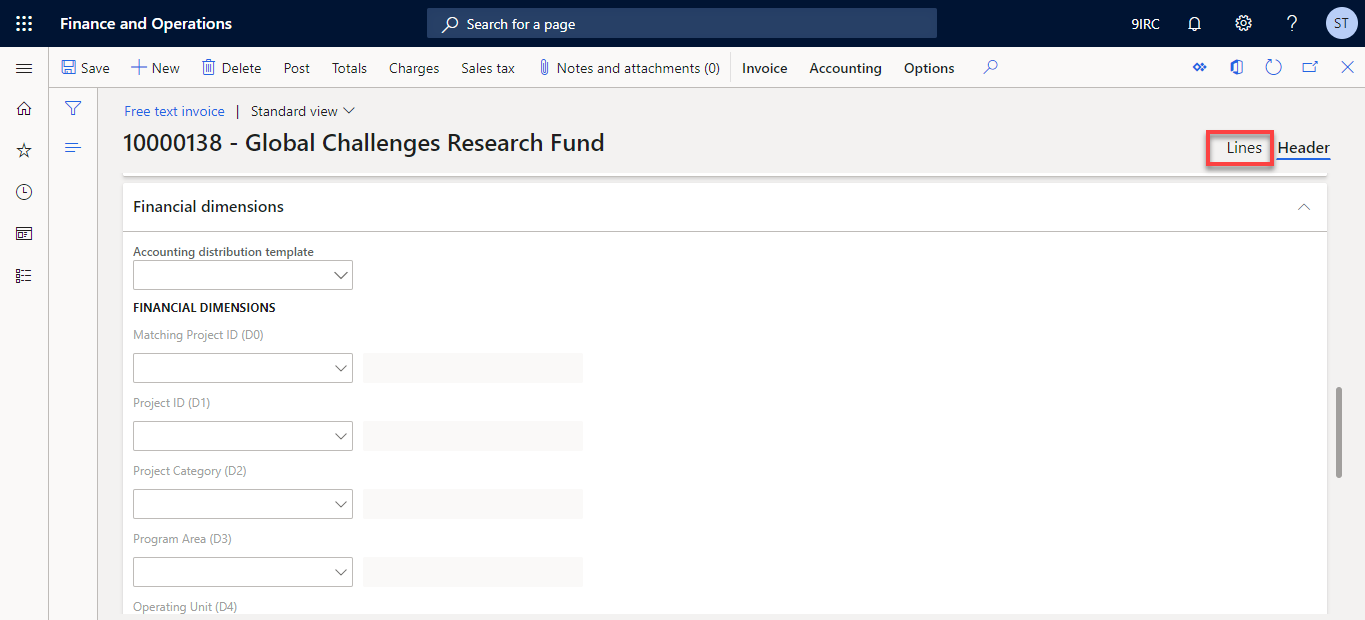 Finance and Operations
Search for a page
9IRC
ST
Save
New
Delete
Post
Totals
Charges
Sales tax
Notes and attachments (0)
Invoice
Accounting
Options
Free text invoice | Standard view
10000138 - Global Challenges Research Fund
Lines
Header
Financial dimensions
Accounting distribution template
FINANCIAL DIMENSIONS
Matching Project ID (D0)
Project ID (D1)
Project Category (D2)
Program Area (D3)
Operating Unit (D4)